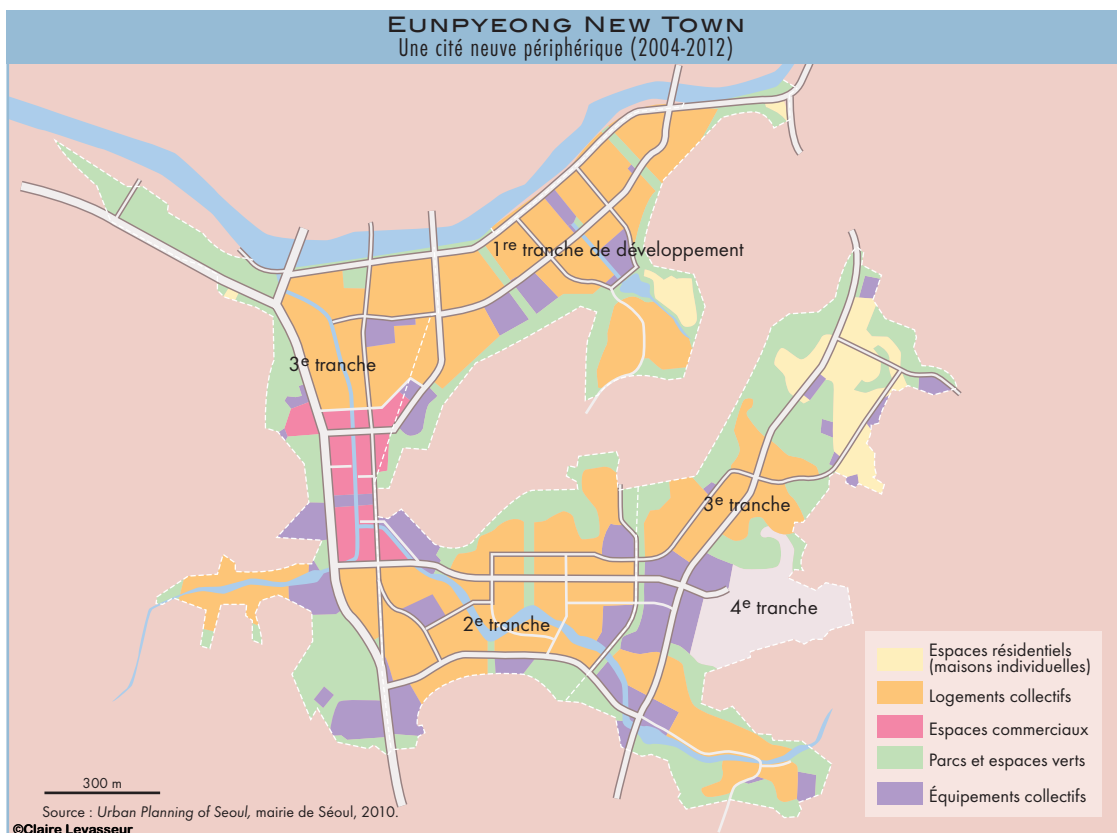 EUNPYEONG NEW TOWN
Une cité neuve périphérique (2004-2012)
1re tranche de développement
3e tranche
3e tranche
4e tranche
2e tranche
Espaces résidentiels
(maisons individuelles)
Logements collectifs
Espaces commerciaux
Parcs et espaces verts
Équipements collectifs
300 m
Source : Urban Planning of Seoul, mairie de Séoul, 2010.
©Claire Levasseur